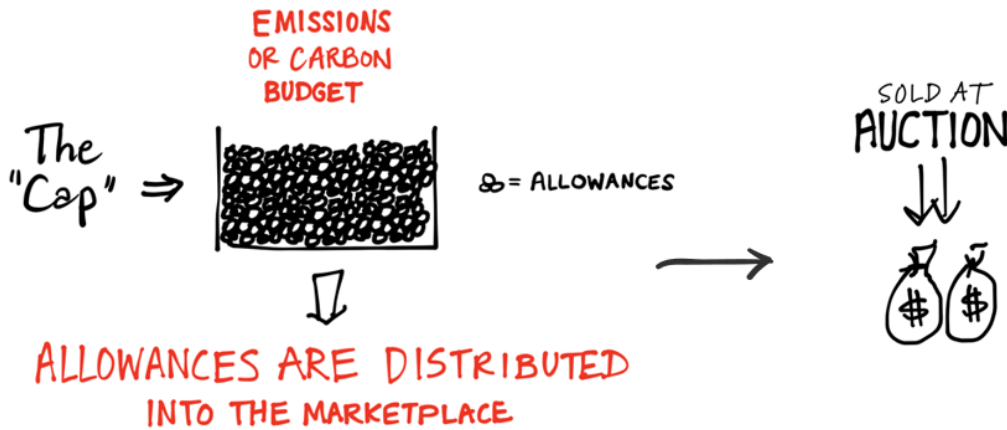 EMISSIONS
OR CARBON
BUDGET
The
"Cap"
= ALLOWANCES
ALLOWANCES ARE DISTRIBUTED
INTO THE MARKETPLACE
SOLD AT
AUCTION
$ $